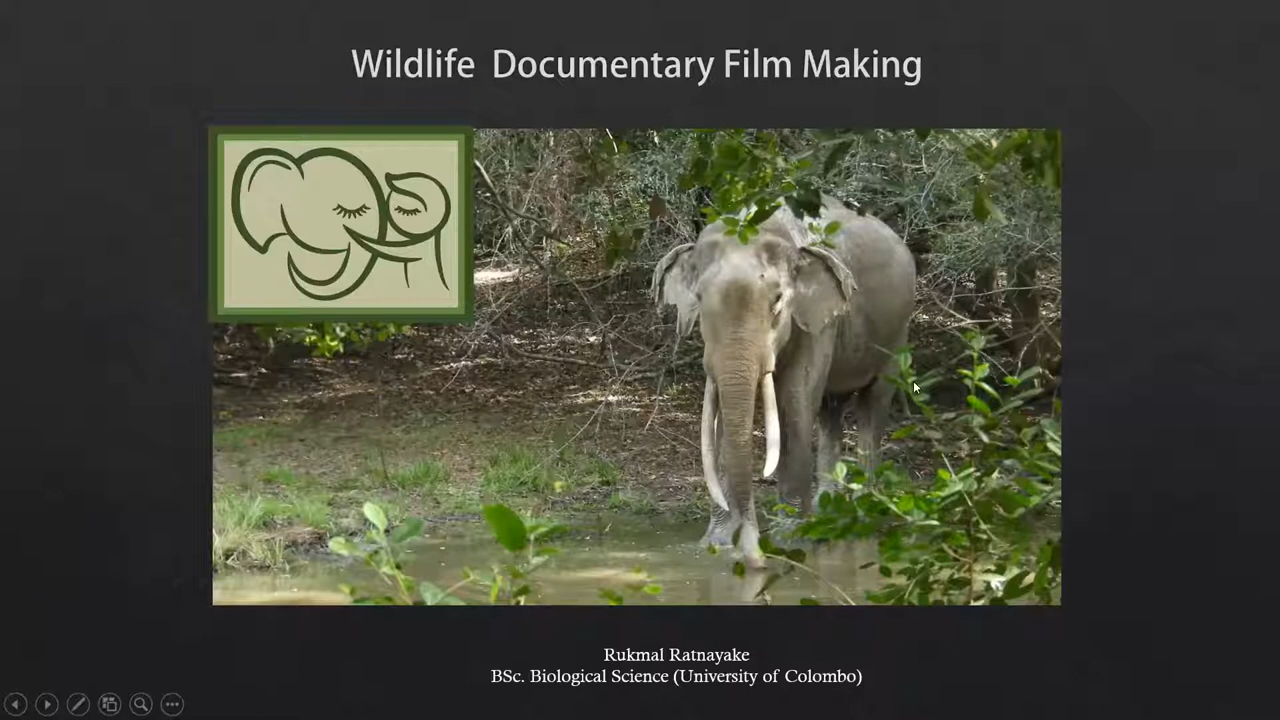 Wildlife Documentary Film Making
Rukmal Ratnayake
BSc. Biological Science (University of Colombo)